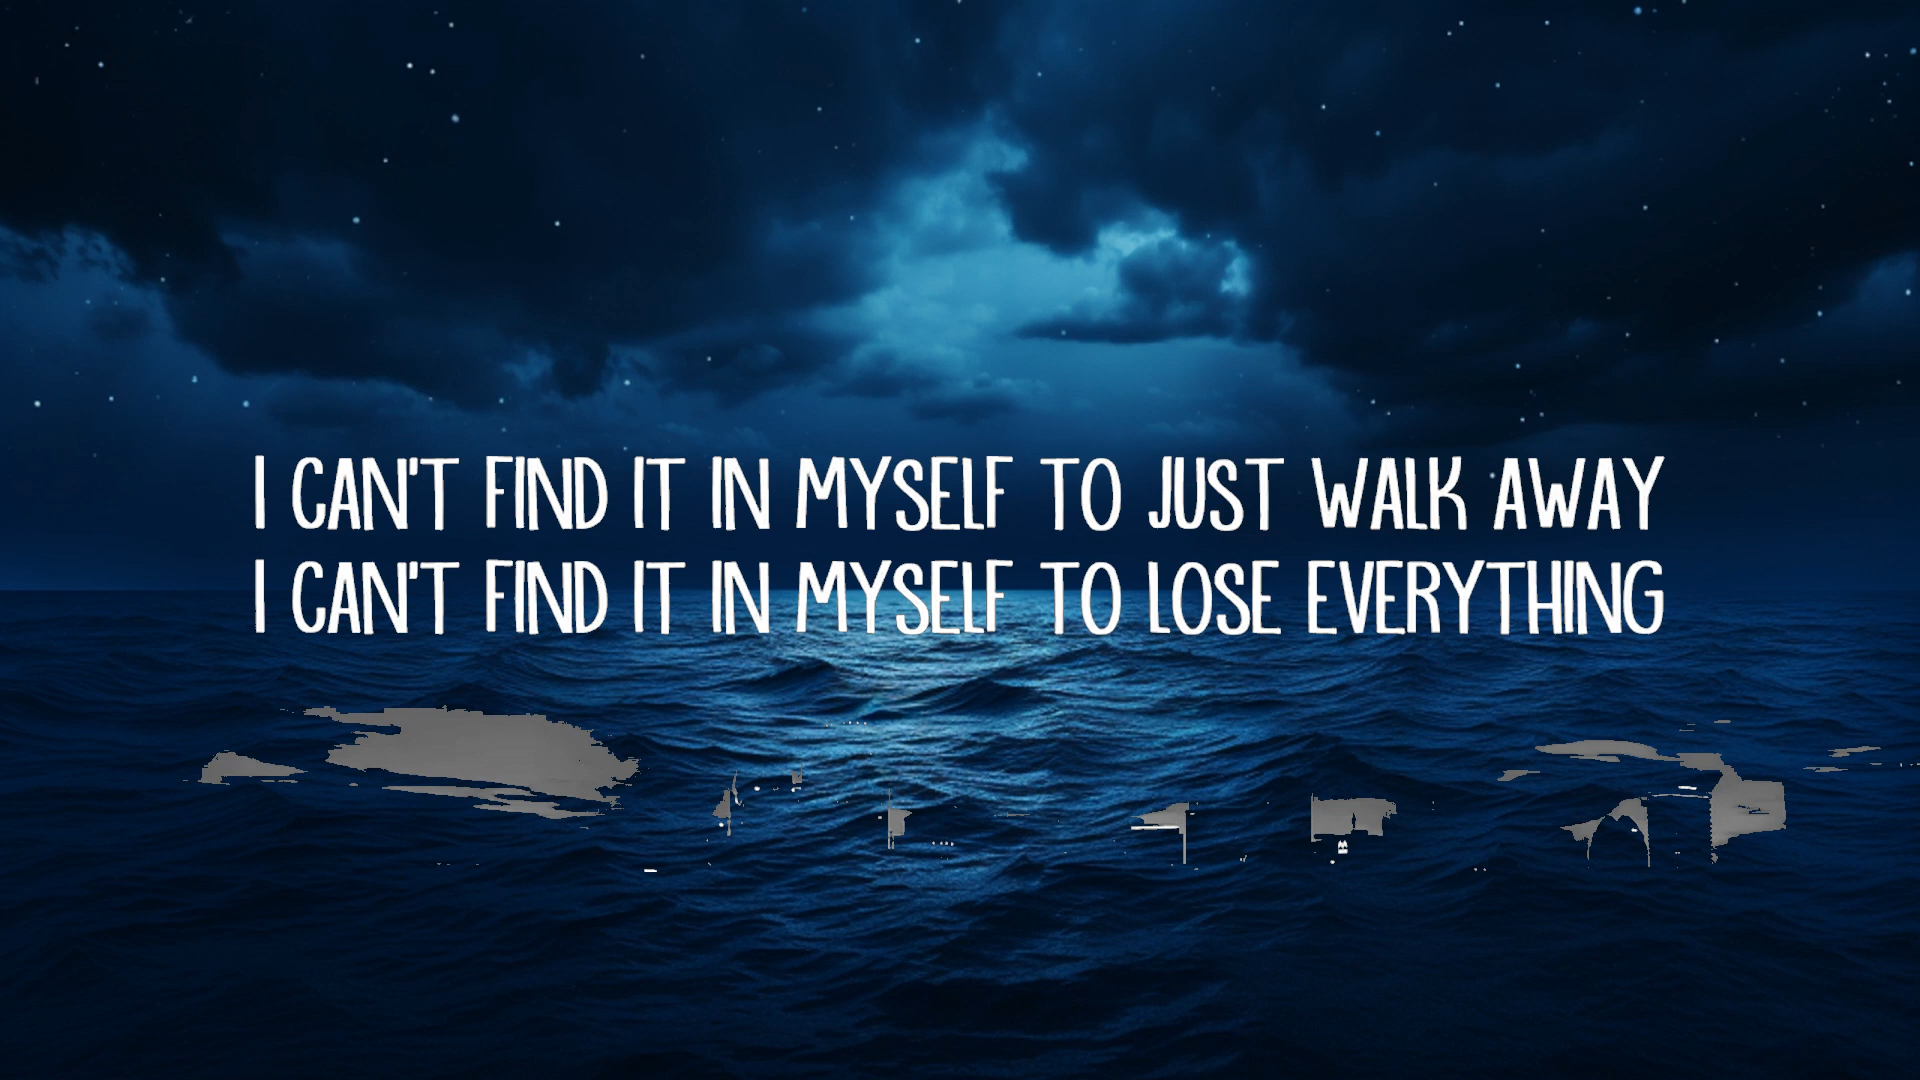 I CAN'T FIND IT IN MYSELF TO JUST WALK AWAY
I CAN'T FIND IT IN MYSELF TO LOSE EVERYTHING